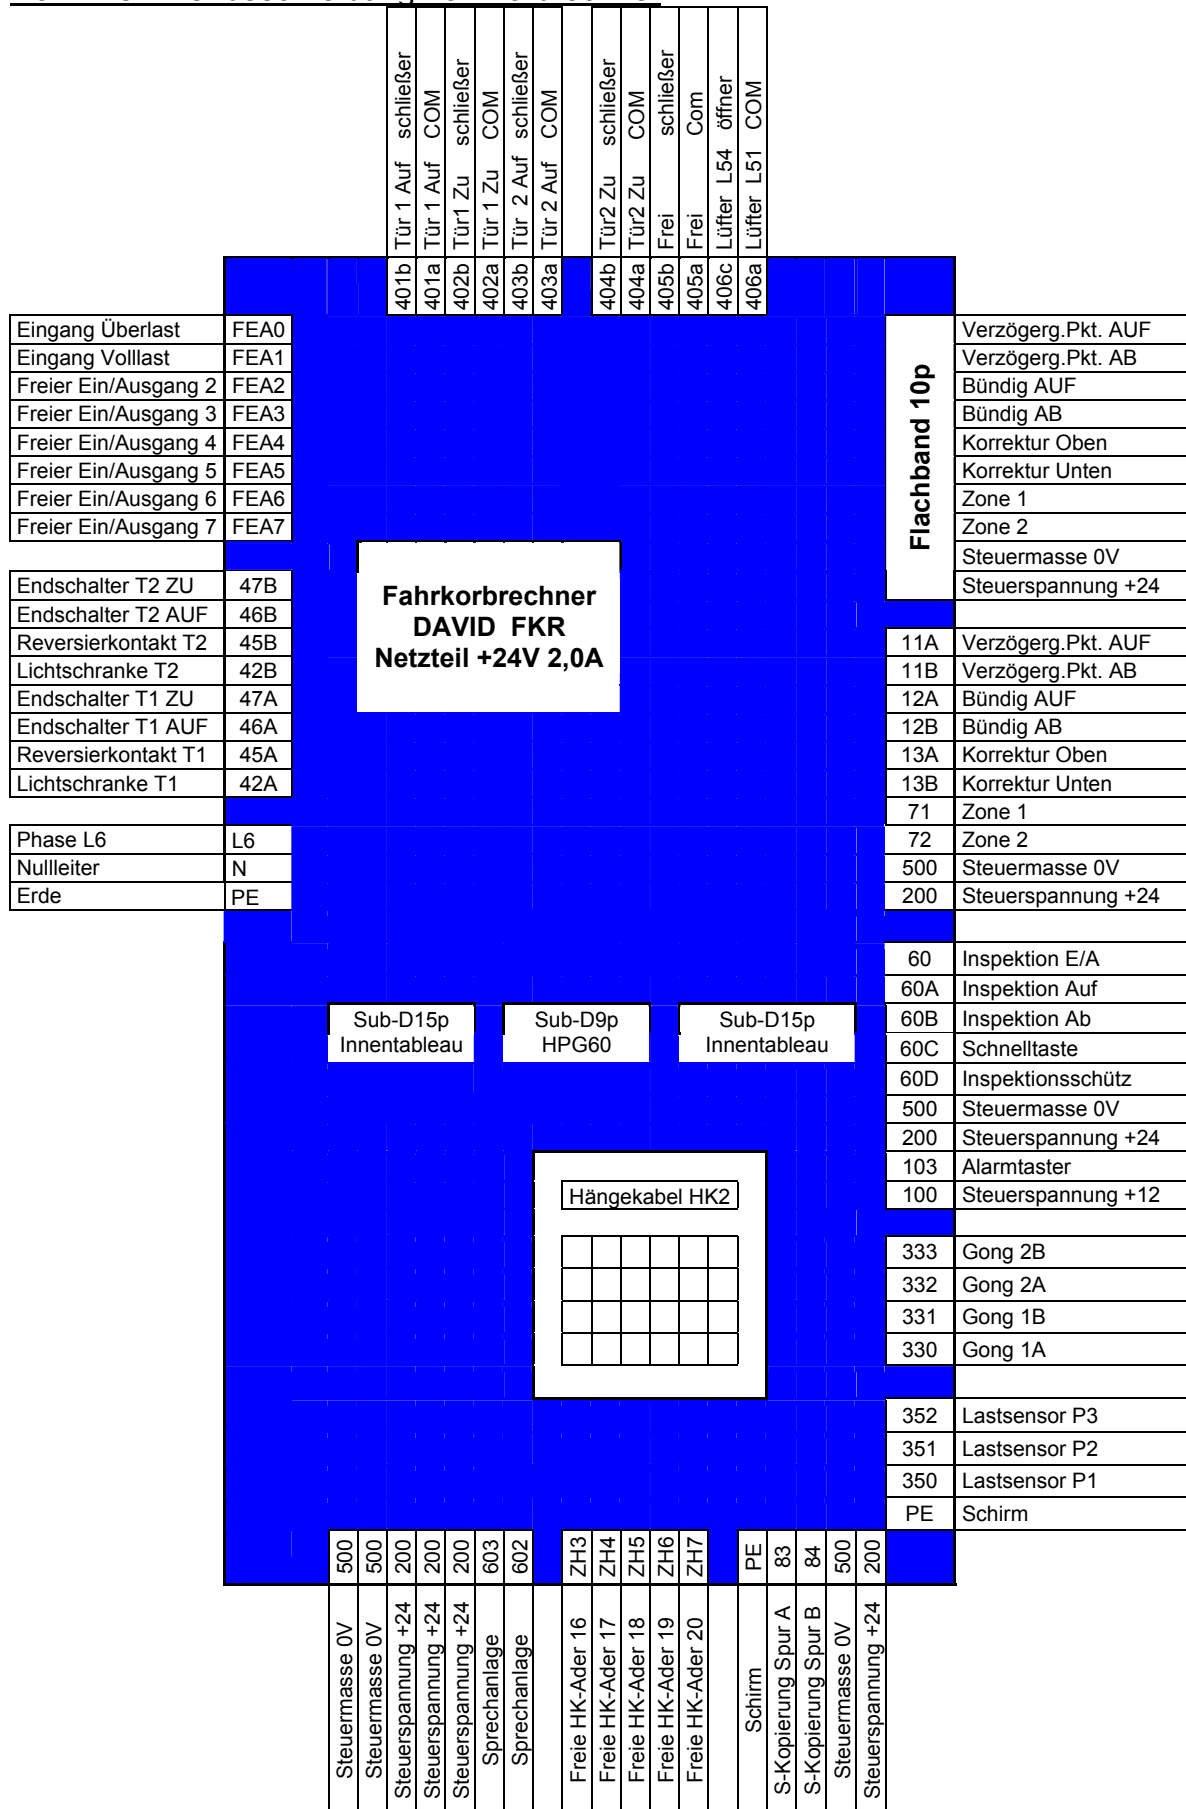 Tür 1 Auf schließer
Tür 1 Auf COM
Tür1 Zu schließer
Tür 1 Zu COM
Tür 2 Auf schließer
Tür 2 Auf COM
Tür2 Zu schließer
Tür2 Zu COM
Frei schließer
Frei Com
Lüfter L54 öffner
Lüfter L51 COM
401b
401a
402b
402a
403b
403a
404b
404a
405b
405a
406c
406a
Eingang Überlast FEA0
Eingang Volllast FEA1
Freier Ein/Ausgang 2 FEA2
Freier Ein/Ausgang 3 FEA3
Freier Ein/Ausgang 4 FEA4
Freier Ein/Ausgang 5 FEA5
Freier Ein/Ausgang 6 FEA6
Freier Ein/Ausgang 7 FEA7
Endschalter T2 ZU 47B
Endschalter T2 AUF 46B
Reversierkontakt T2 45B
Lichtschranke T2 42B
Endschalter T1 ZU 47A
Endschalter T1 AUF 46A
Reversierkontakt T1 45A
Lichtschranke T1 42A
Phase L6 L6
Nullleiter N
Erde PE
Fahrkorbrechner
DAVID FKR
Netzteil +24V 2,0A
Flachband 10p
Verzögerg.Pkt. AUF
Verzögerg.Pkt. AB
Bündig AUF
Bündig AB
Korrektur Oben
Korrektur Unten
Zone 1
Zone 2
Steuermasse 0V
Steuerspannung +24
11A Verzögerg.Pkt. AUF
11B Verzögerg.Pkt. AB
12A Bündig AUF
12B Bündig AB
13A Korrektur Oben
13B Korrektur Unten
71 Zone 1
72 Zone 2
500 Steuermasse 0V
200 Steuerspannung +24
60 Inspektion E/A
60A Inspektion Auf
60B Inspektion Ab
60C Schnelltaste
60D Inspektionsschütz
500 Steuermasse 0V
200 Steuerspannung +24
103 Alarmtaster
100 Steuerspannung +12
333 Gong 2B
332 Gong 2A
331 Gong 1B
330 Gong 1A
352 Lastsensor P3
351 Lastsensor P2
350 Lastsensor P1
PE Schirm
Sub-D15p
Innentableau
Sub-D9p
HPG60
Sub-D15p
Innentableau
Hängekabel HK2
500
500
200
200
200
603
602
ZH3
ZH4
ZH5
ZH6
ZH7
PE
83
84
500
200
Steuermasse 0V
Steuermasse 0V
Steuerspannung +24
Steuerspannung +24
Steuerspannung +24
Sprechanlage
Sprechanlage
Freie HK-Ader 16
Freie HK-Ader 17
Freie HK-Ader 18
Freie HK-Ader 19
Freie HK-Ader 20
Schirm
S-Kopierung Spur A
S-Kopierung Spur B
Steuermasse 0V
Steuerspannung +24